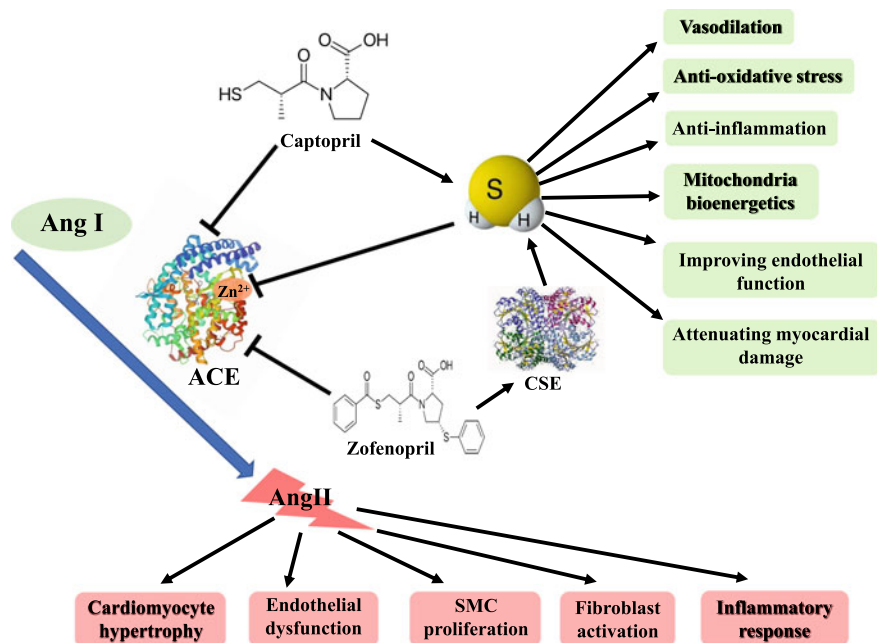 Vasodilation
Anti-oxidative stress
Anti-inflammation
Mitochondria
bioenergetics
Improving endothelial
function
Attenuating myocardial
damage
O
OH
O
HS
N
Captopril
S
H
H
Ang I
Zn²⁺
ACE
CSE
O
O
OH
O
S
N
S
Zofenopril
AngII
Cardiomyocyte
hypertrophy
Endothelial
dysfunction
SMC
proliferation
Fibroblast
activation
Inflammatory
response